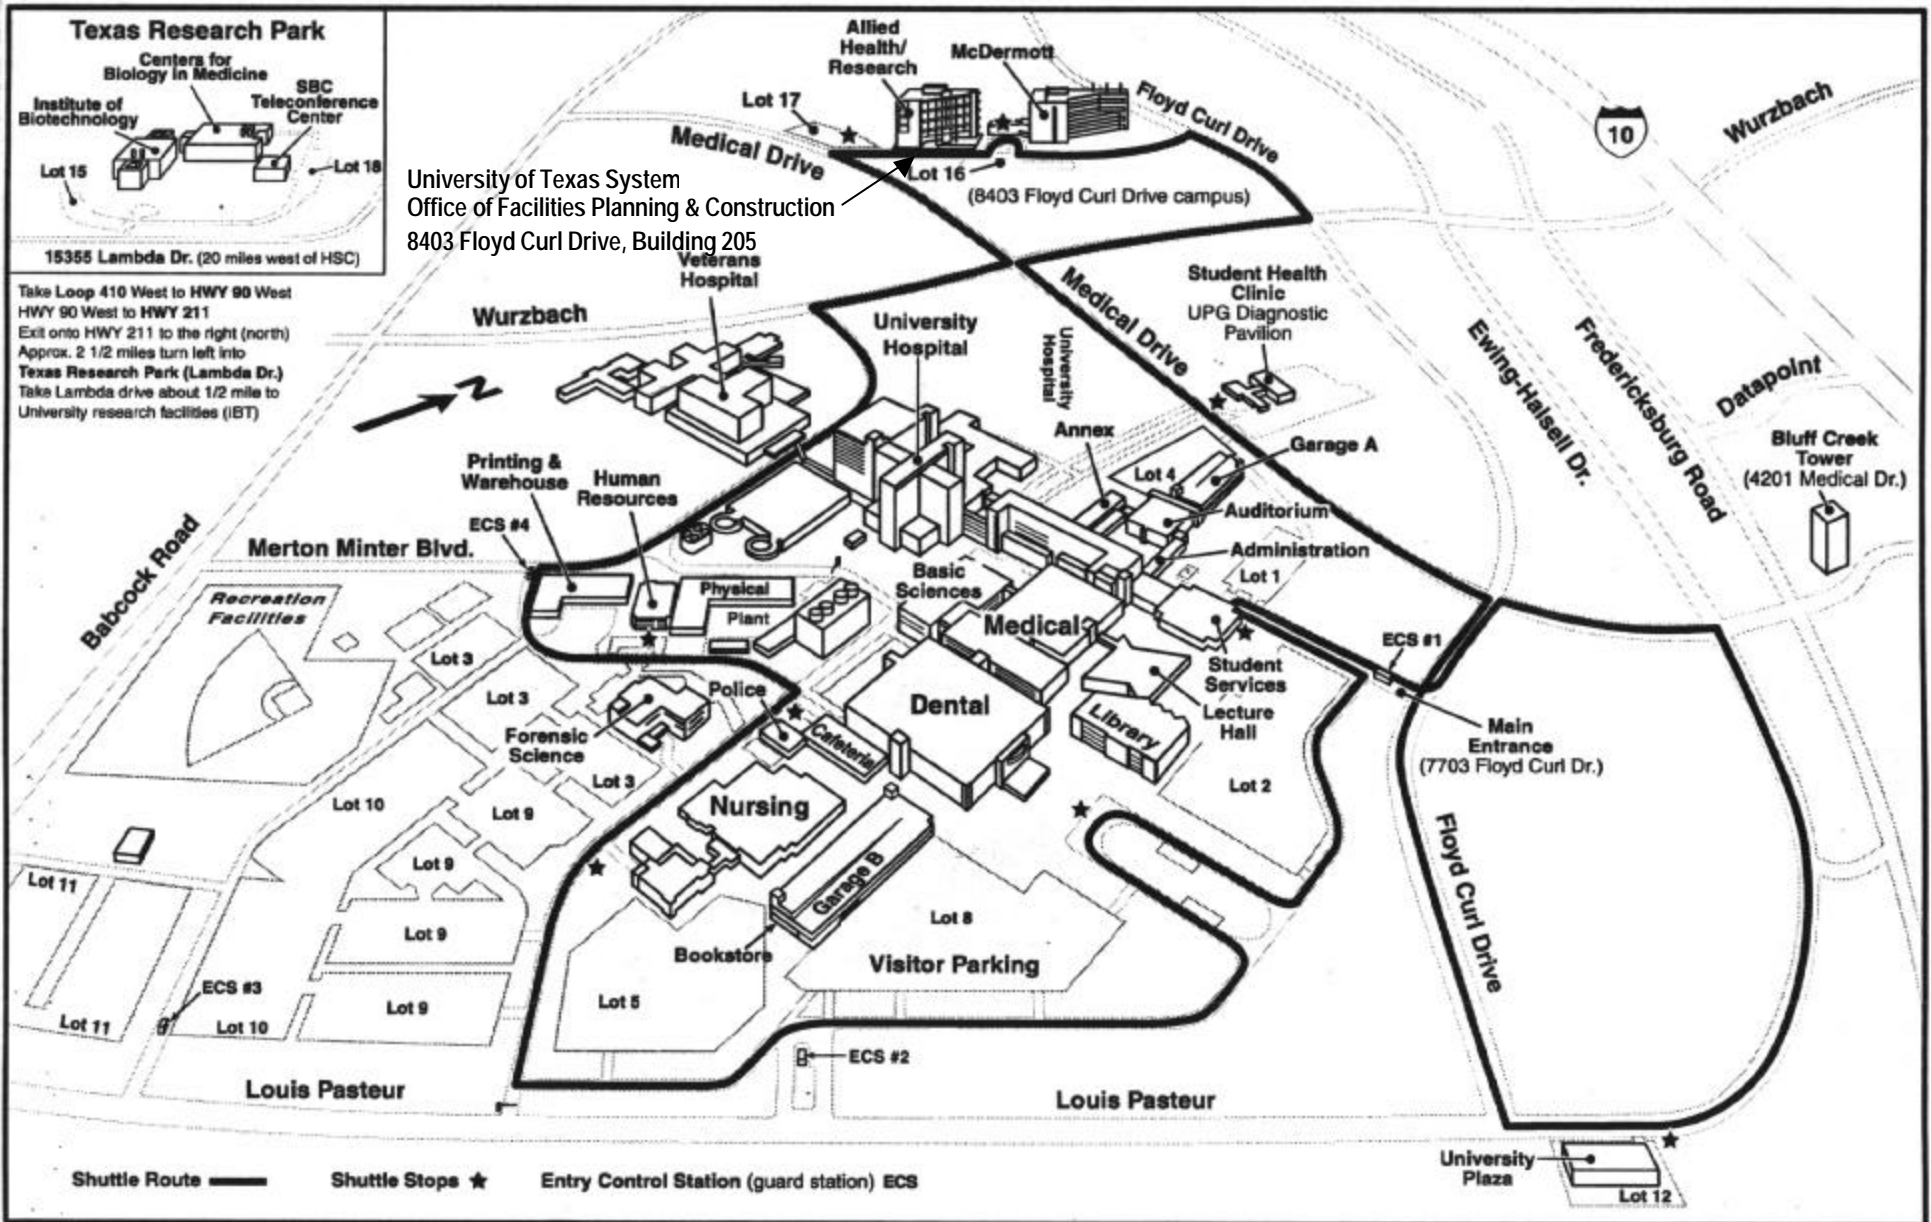 Texas Research Park
Centers for
Biology in Medicine
SBC
Teleconference
Center
Institute of
Biotechnology
Lot 15
Lot 18
15355 Lambda Dr. (20 miles west of HSC)
Take Loop 410 West to HWY 90 West
HWY 90 West to HWY 211
Exit onto HWY 211 to the right (north)
Approx. 2 1/2 miles turn left into
Texas Research Park (Lambda Dr.)
Take Lambda drive about 1/2 mile to
University research facilities (IBT)
Allied
Health/
Research
McDermott
Lot 17
Floyd Curl Drive
Medical Drive
Lot 16
(8403 Floyd Curl Drive campus)
University of Texas System
Office of Facilities Planning & Construction
8403 Floyd Curl Drive, Building 205
10
Wurzbach
Veterans
Hospital
Wurzbach
University
Hospital
Medical Drive
University
Hospital
Student Health
Clinic
UPG Diagnostic
Pavilion
Ewing-Halsell Dr.
Fredericksburg Road
Datapoint
Bluff Creek
Tower
(4201 Medical Dr.)
N
Annex
Garage A
Lot 4
Auditorium
Administration
Lot 1
Printing &
Warehouse
Human
Resources
ECS #4
Merton Minter Blvd.
Babcock Road
Recreation
Facilities
Physical
Plant
Basic
Sciences
Medical
ECS #1
Student
Services
Lecture
Hall
Library
Dental
Main
Entrance
(7703 Floyd Curl Dr.)
Lot 3
Lot 3
Police
Cafeteria
Forensic
Science
Lot 3
Lot 2
Lot 10
Lot 9
Nursing
Lot 9
Lot 11
Garage B
Lot 8
Floyd Curl Drive
Lot 9
Bookstore
Visitor Parking
ECS #3
Lot 5
Lot 9
Lot 11
Lot 10
ECS #2
Louis Pasteur
Louis Pasteur
University
Plaza
Lot 12
Shuttle Route
Shuttle Stops ★
Entry Control Station (guard station) ECS